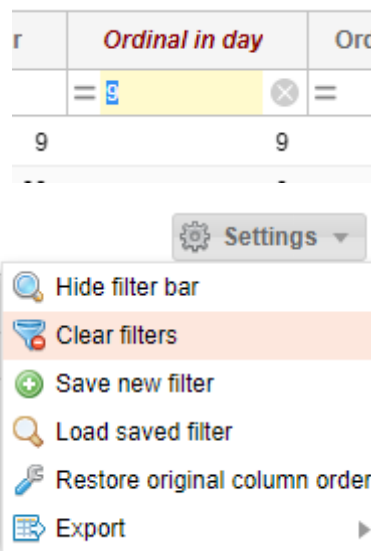 r Ordinal in day Ord
= 9 =
9 9
Settings
Hide filter bar
Clear filters
Save new filter
Load saved filter
Restore original column order
Export